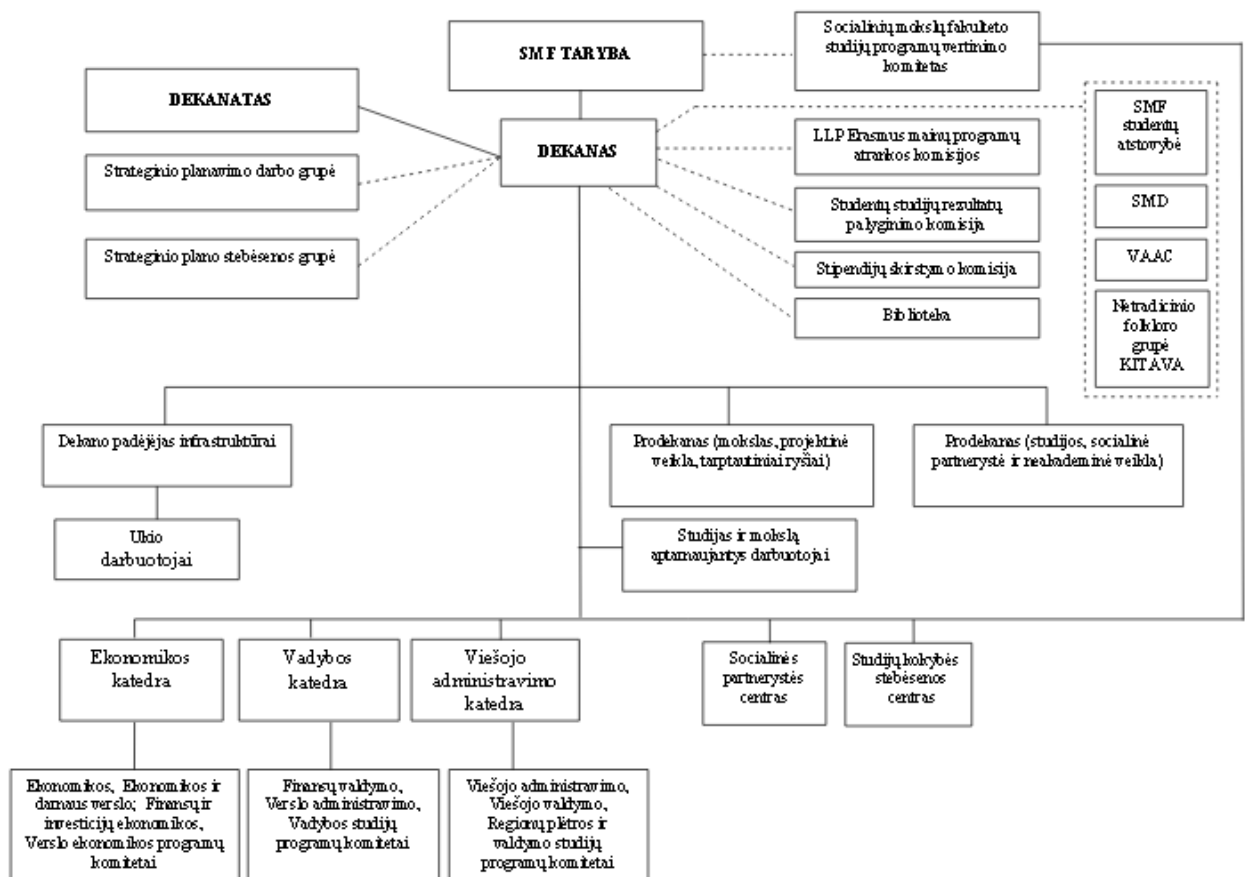 SMF TARYBA
Socialinių mokslų fakulteto
studijų programų vertinimo
komitetas
DEKANATAS
DEKANAS
Strateginio planavimo darbo grupė
Strateginio plano stebėsenos grupė
LLP Erasmus mainų programų
atrankos komisijos
Studentų studijų rezultatų
palyginimo komisija
Stipendijų skirstymo komisija
Biblioteka
SMF
studentų
atstovybė
SMD
VAAC
Netradicinio
folkloro
grupė
KITAVA
Dekano padėjėjas infrastruktūrai
Prodekanas (mokslas, projektinė
veikla, tarptautiniai ryšiai)
Prodekanas (studijos, socialinė
partnerystė ir neakademinė veikla)
Ukio
darbuotojai
Studijas ir mokslą
aptarnaujantys darbuotojai
Ekonomikos
katedra
Vadybos
katedra
Viešojo
administravimo
katedra
Socialinės
partnerystės
centras
Studijų kokybės
stebėsenos
centras
Ekonomikos, Ekonomikos ir
darnaus verslo; Finansų ir
investicijų ekonomikos,
Verslo ekonomikos programų
komitetai
Finansų valdymo,
Verslo administravimo,
Vadybos studijų
programų komitetai
Viešojo administravimo,
Viešojo valdymo,
Regionų plėtros ir
valdymo studijų
programų komitetai